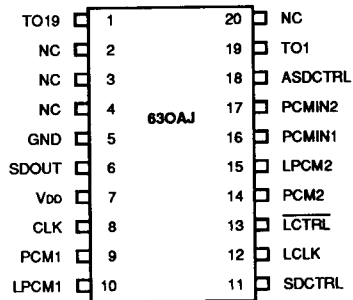 TO19 1 20 NC
NC 2 19 TO1
NC 3 18 ASDCTRL
NC 4 17 PCMIN2
630AJ
GND 5 16 PCMIN1
SDOUT 6 15 LPCM2
VDD 7 14 PCM2
CLK 8 13 LCTRL
PCM1 9 12 LCLK
LPCM1 10 11 SDCTRL